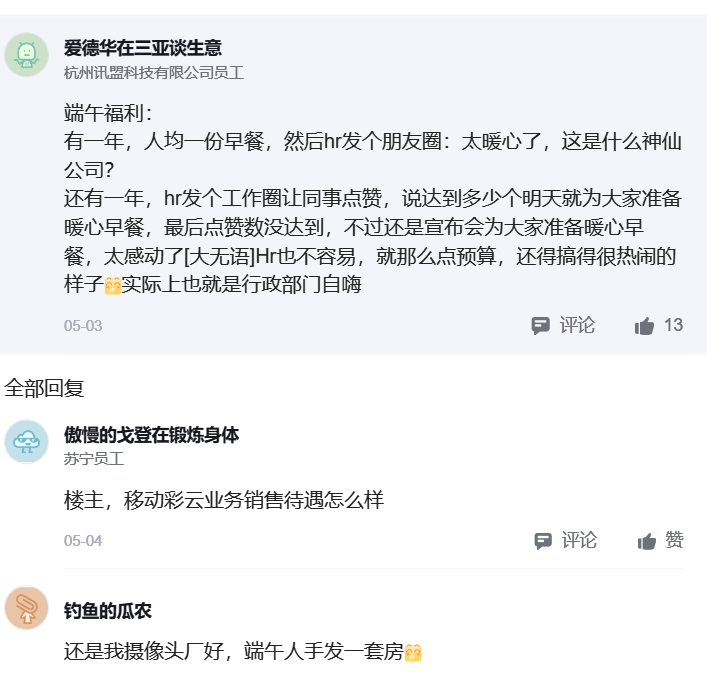 爱德华在三亚谈生意
杭州讯盟科技有限公司员工
端午福利：
有一年，人均一份早餐，然后hr发个朋友圈：太暖心了，这是什么神仙
公司？
还有一年，hr发个工作圈让同事点赞，说达到多少个明天就为大家准备
暖心早餐，最后点赞数没达到，不过还是宣布会为大家准备暖心早
餐，太感动了[大无语]Hr也不容易，就那么点预算，还得搞得很热闹的
样子🤭实际上也就是行政部门自嗨
05-03 评论 13
全部回复
傲慢的戈登在锻炼身体
苏宁员工
楼主，移动彩云业务销售待遇怎么样
05-04 评论 赞
钓鱼的瓜农
还是我摄像头厂好，端午人手发一套房🤭